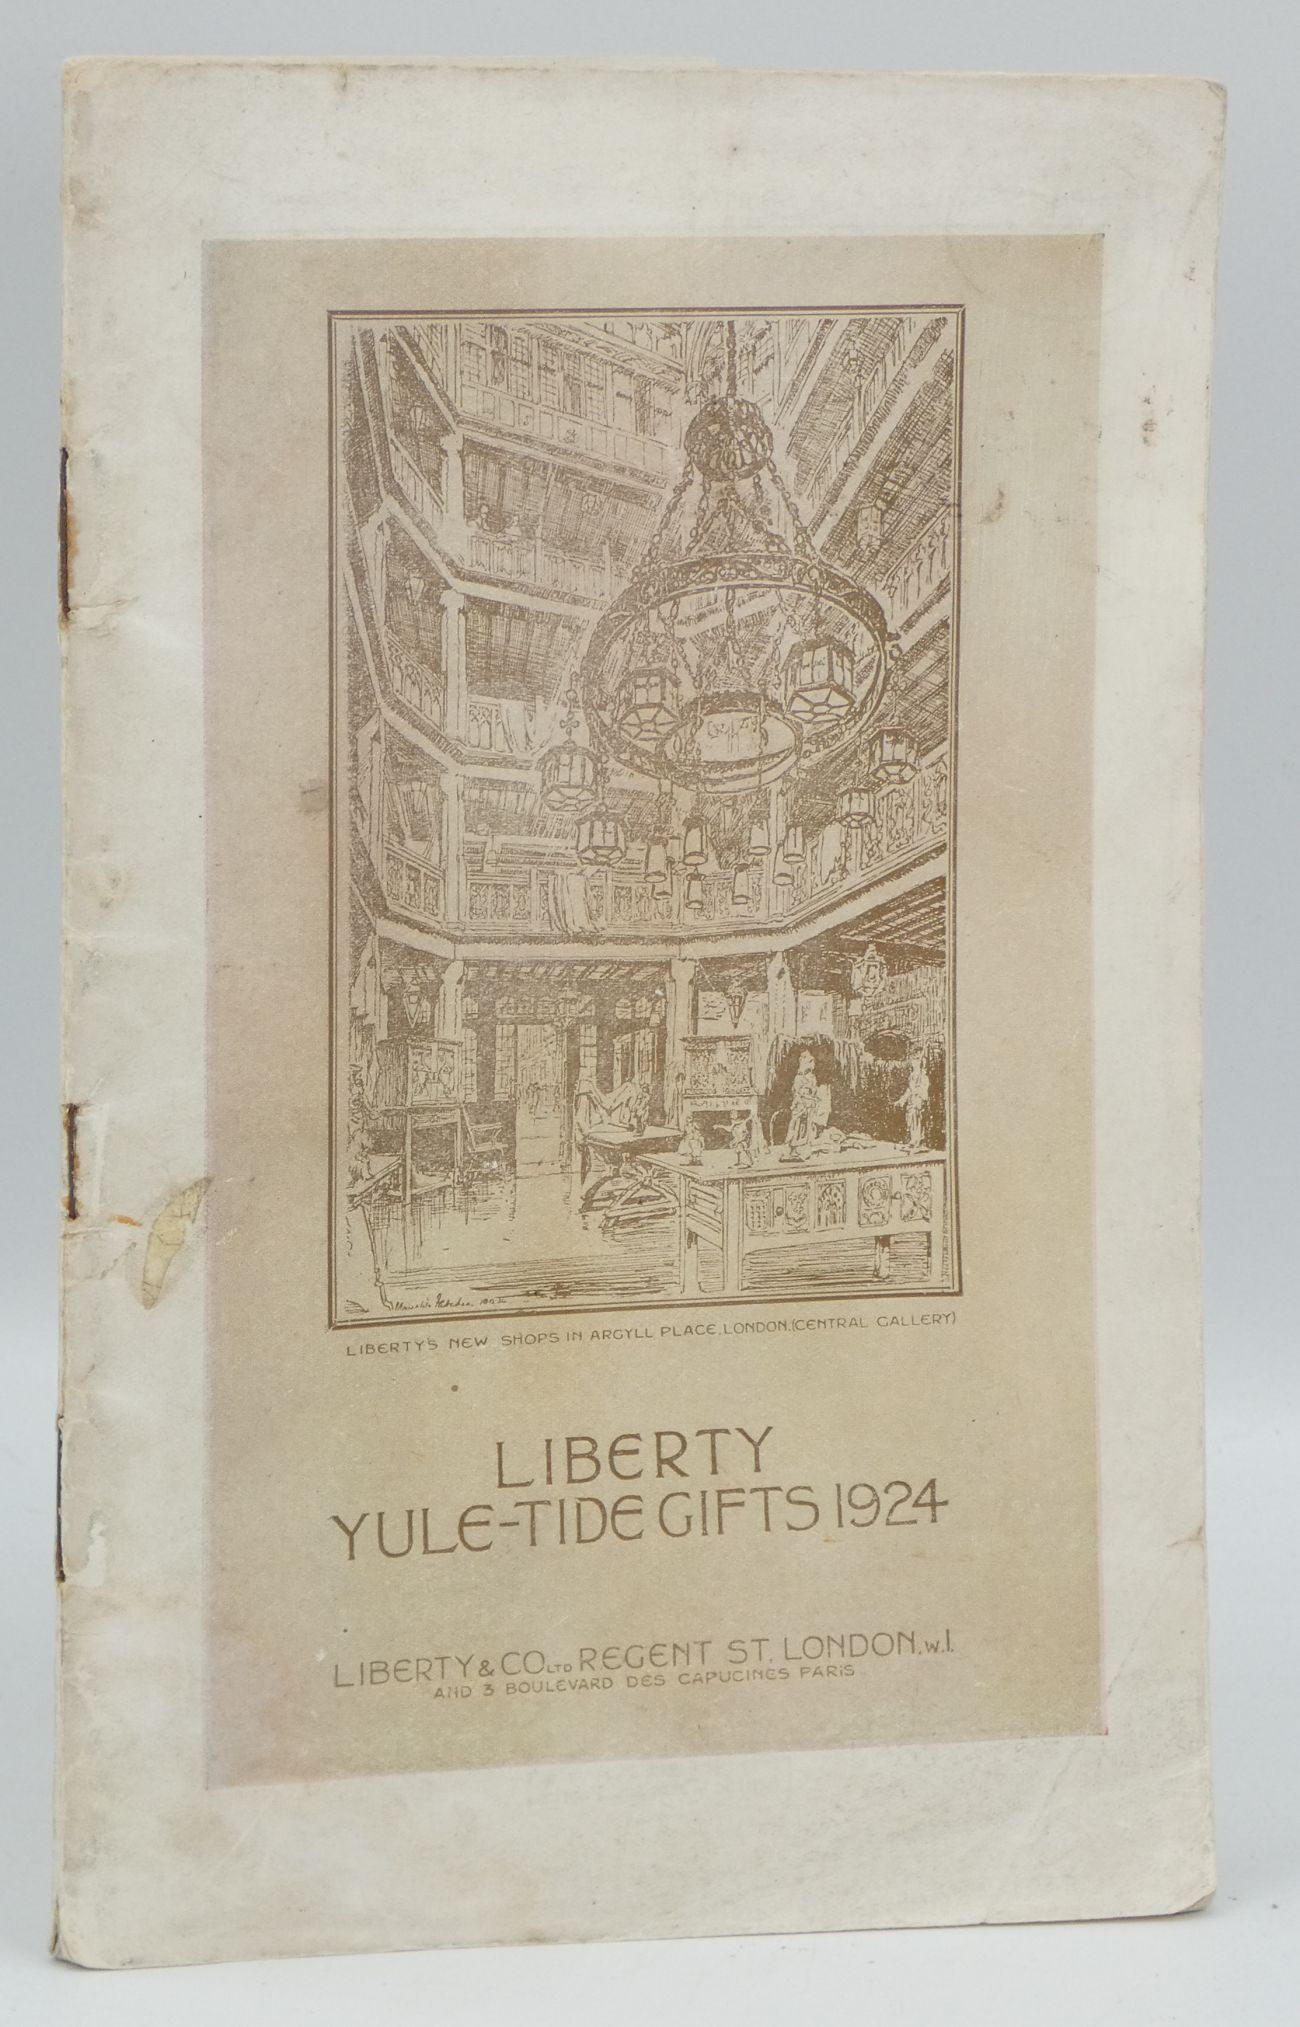 LIBERTY'S NEW SHOPS IN ARGYLL PLACE, LONDON. (CENTRAL GALLERY)
LIBERTY
YULE-TIDE GIFTS 1924
LIBERTY & CO. LTD REGENT ST. LONDON. W.1.
AND 3 BOULEVARD DES CAPUCINES PARIS